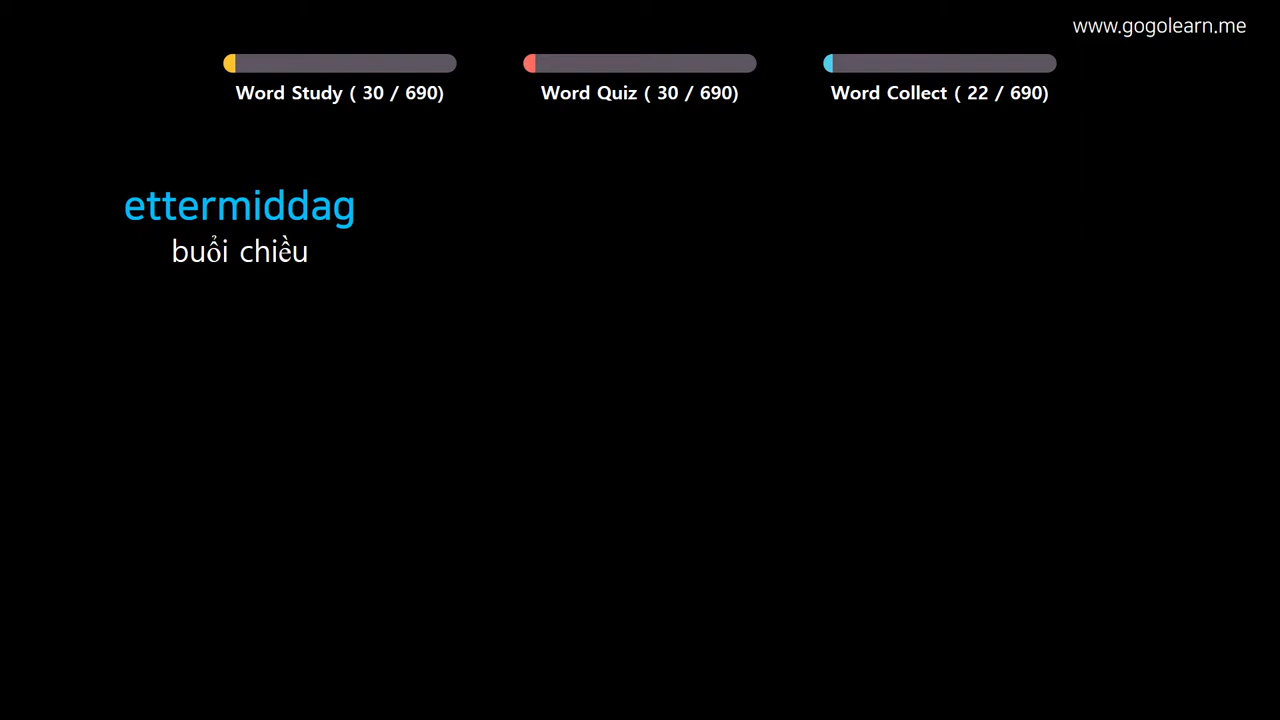 www.gogolearn.me
Word Study ( 30 / 690)
Word Quiz ( 30 / 690)
Word Collect ( 22 / 690)
ettermiddag
buổi chiều